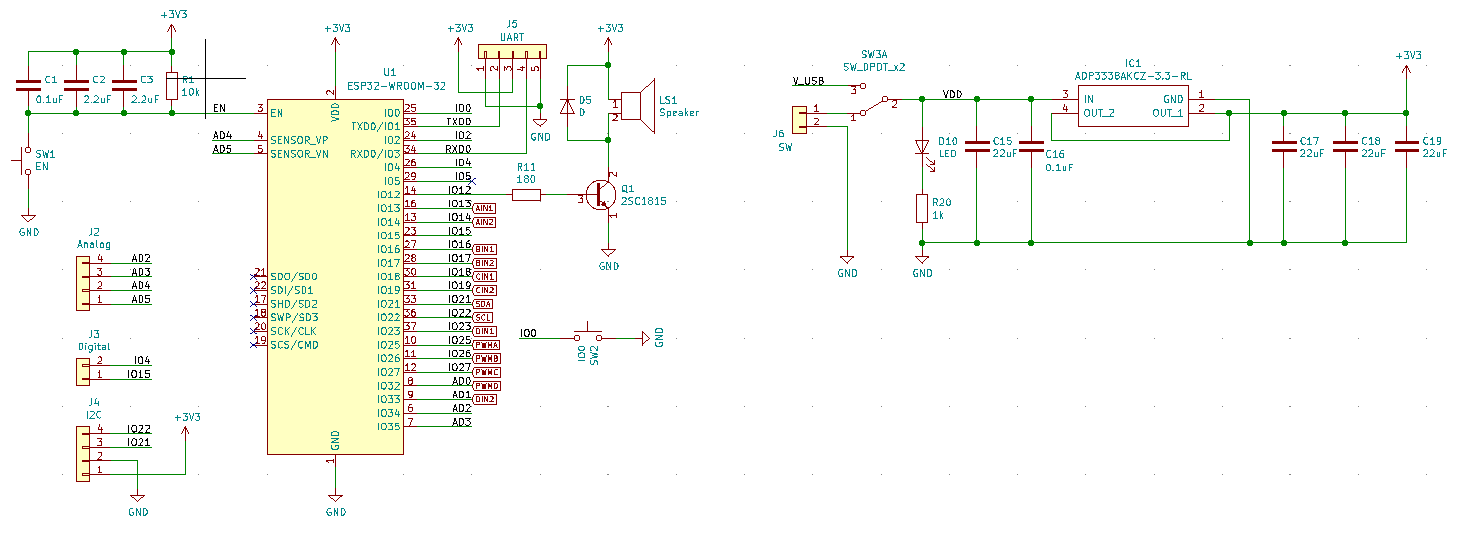 +3V3
C1
0.1uF
C2
2.2uF
C3
2.2uF
R1
10k
EN
SW1
EN
GND
AD4
AD5
+3V3
U1
ESP32-WROOM-32
2
VDD
3 EN
4 SENSOR_VP
5 SENSOR_VN
21 SDO/SD0
22 SDI/SD1
17 SHD/SD2
18 SWP/SD3
20 SCK/CLK
19 SCS/CMD
IO0 25 IO0
TXD0/IO1 35 TXD0
IO2 24 IO2
RXD0/IO3 34 RXD0
IO4 26 IO4
IO5 29 IO5
IO12 14 IO12
IO13 16 IO13 AIN1
IO14 13 IO14 AIN2
IO15 23 IO15
IO16 27 IO16 BIN1
IO17 28 IO17 BIN2
IO18 30 IO18 CIN1
IO19 31 IO19 CIN2
IO21 33 IO21 SDA
IO22 36 IO22 SCL
IO23 37 IO23 DIN1
IO25 10 IO25 PWMA
IO26 11 IO26 PWMB
IO27 12 IO27 PWMC
IO32 8 AD0 PWMD
IO33 9 AD1 DIN2
IO34 6 AD2
IO35 7 AD3
GND
1
GND
J2
Analog
4 AD2
3 AD3
2 AD4
1 AD5
J3
Digital
2 IO4
1 IO15
J4
I2C
4 IO22
3 IO21
2
1
+3V3
GND
+3V3
J5
UART
1 2 3 4 5
GND
+3V3
D5
D
1
2
LS1
Speaker
R11
180
3
2
1
Q1
2SC1815
GND
IO0
IO0
SW2
GND
V_USB
J6
SW
1
2
GND
SW3A
SW_DPDT_x2
3
1
2
VDD
D10
LED
R20
1k
GND
C15
22uF
C16
0.1uF
IC1
ADP3338AKCZ-3.3-RL
3 IN
4 OUT_2
GND 1
OUT_1 2
+3V3
C17
22uF
C18
22uF
C19
22uF